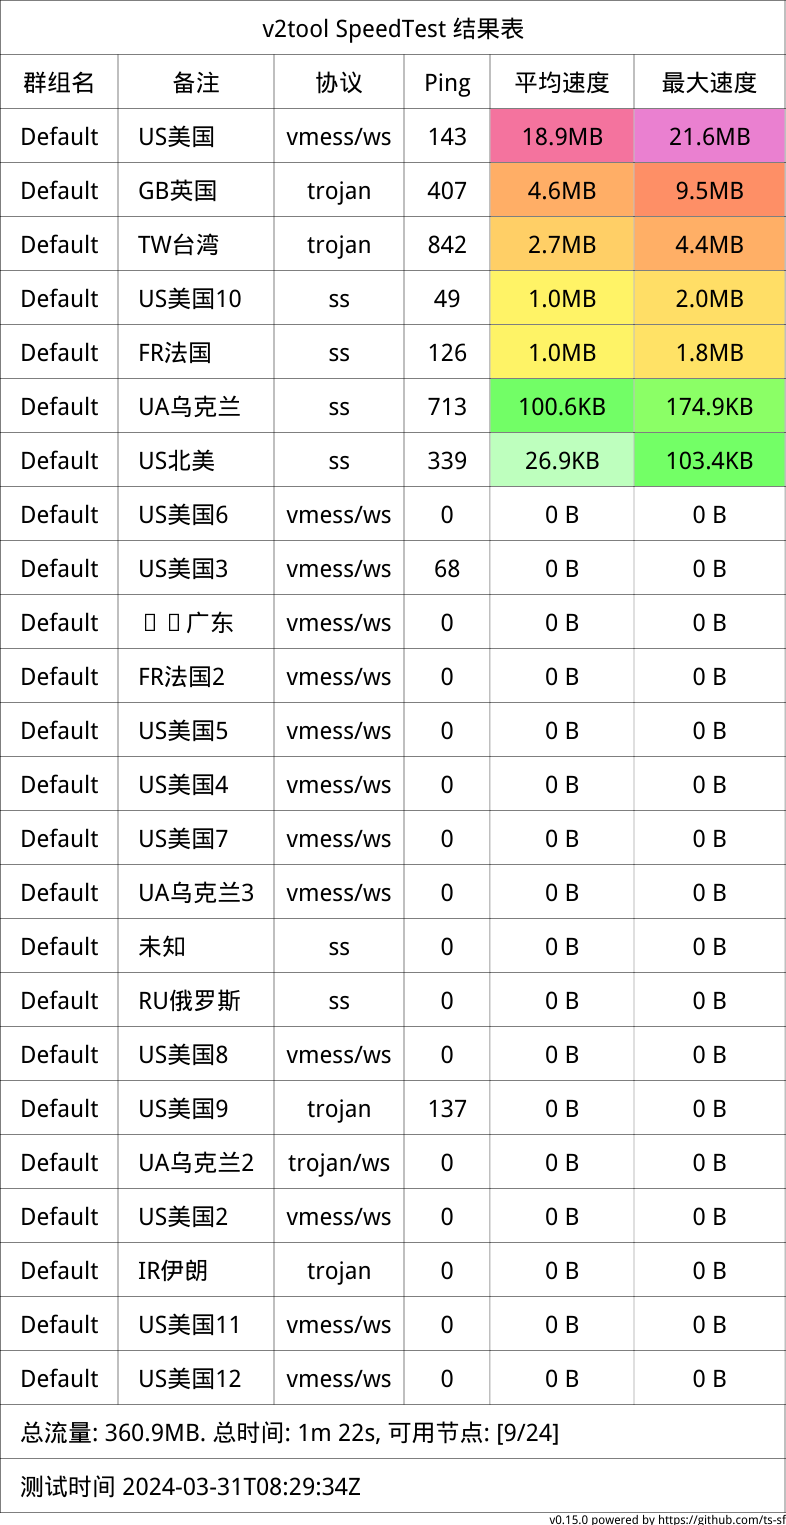 v2tool SpeedTest 结果表
群组名 备注 协议 Ping 平均速度 最大速度
Default US美国 vmess/ws 143 18.9MB 21.6MB
Default GB英国 trojan 407 4.6MB 9.5MB
Default TW台湾 trojan 842 2.7MB 4.4MB
Default US美国10 ss 49 1.0MB 2.0MB
Default FR法国 ss 126 1.0MB 1.8MB
Default UA乌克兰 ss 713 100.6KB 174.9KB
Default US北美 ss 339 26.9KB 103.4KB
Default US美国6 vmess/ws 0 0 B 0 B
Default US美国3 vmess/ws 68 0 B 0 B
Default 广东 vmess/ws 0 0 B 0 B
Default FR法国2 vmess/ws 0 0 B 0 B
Default US美国5 vmess/ws 0 0 B 0 B
Default US美国4 vmess/ws 0 0 B 0 B
Default US美国7 vmess/ws 0 0 B 0 B
Default UA乌克兰3 vmess/ws 0 0 B 0 B
Default 未知 ss 0 0 B 0 B
Default RU俄罗斯 ss 0 0 B 0 B
Default US美国8 vmess/ws 0 0 B 0 B
Default US美国9 trojan 137 0 B 0 B
Default UA乌克兰2 trojan/ws 0 0 B 0 B
Default US美国2 vmess/ws 0 0 B 0 B
Default IR伊朗 trojan 0 0 B 0 B
Default US美国11 vmess/ws 0 0 B 0 B
Default US美国12 vmess/ws 0 0 B 0 B
总流量: 360.9MB. 总时间: 1m 22s, 可用节点: [9/24]
测试时间 2024-03-31T08:29:34Z
v0.15.0 powered by https://github.com/ts-sf